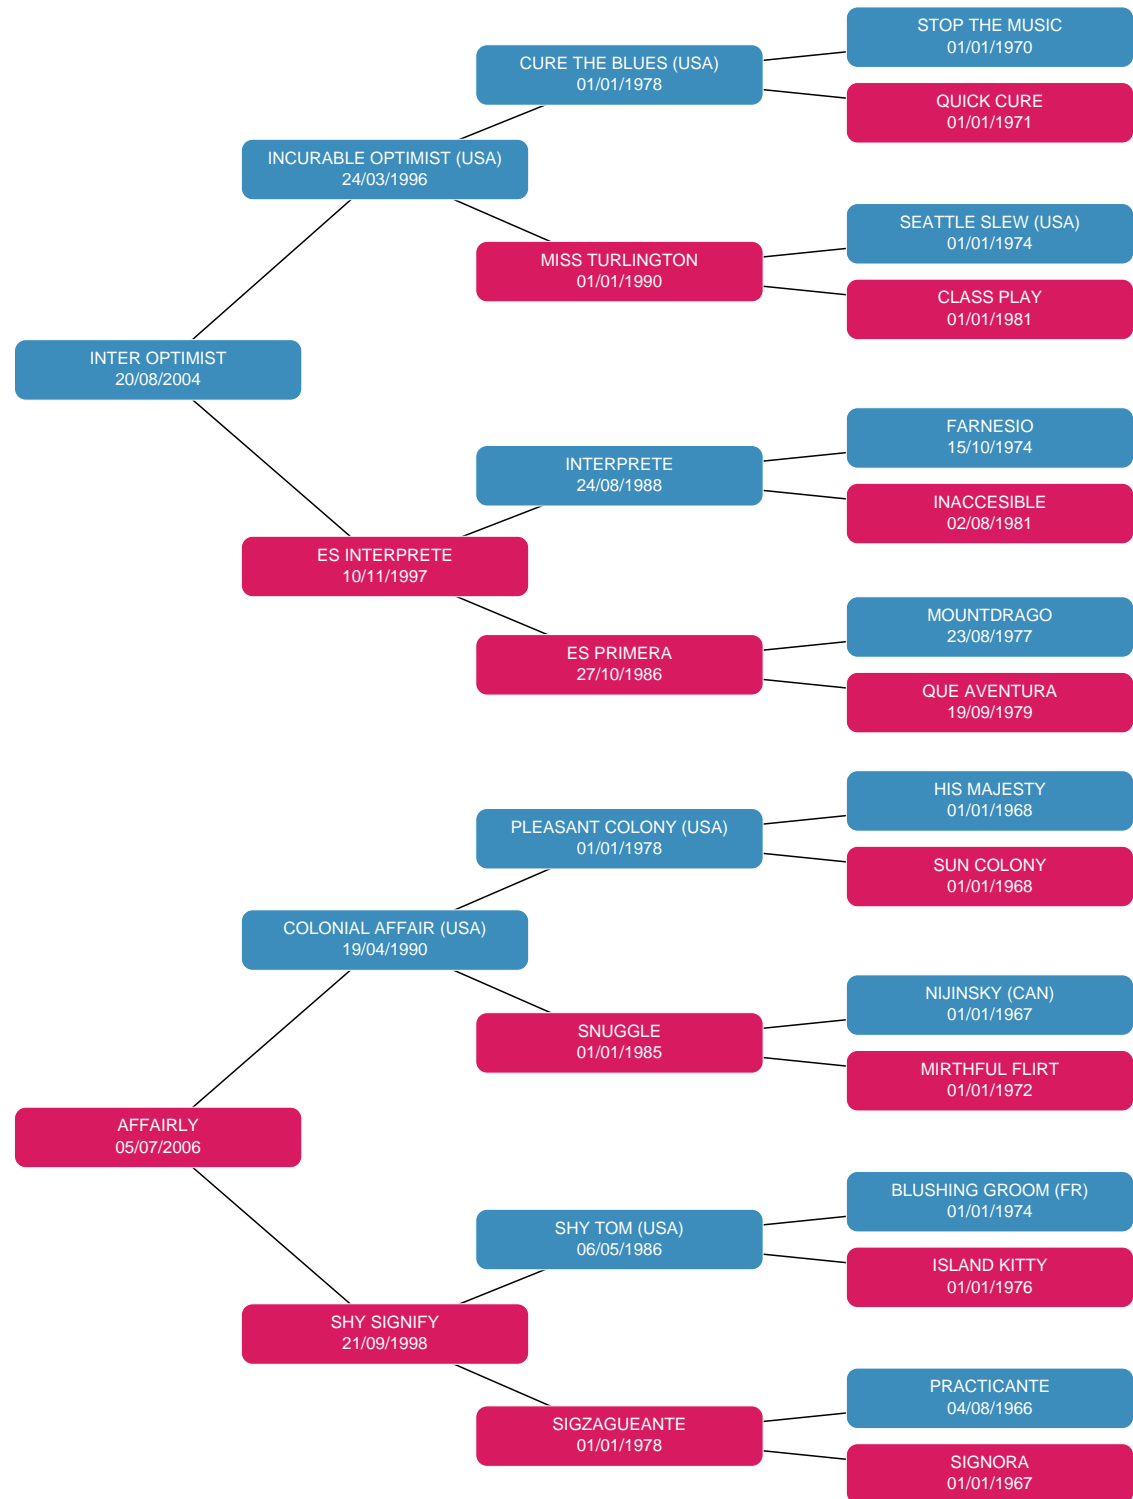 STOP THE MUSIC
01/01/1970
CURE THE BLUES (USA)
01/01/1978
QUICK CURE
01/01/1971
INCURABLE OPTIMIST (USA)
24/03/1996
SEATTLE SLEW (USA)
01/01/1974
MISS TURLINGTON
01/01/1990
CLASS PLAY
01/01/1981
INTER OPTIMIST
20/08/2004
FARNESIO
15/10/1974
INTERPRETE
24/08/1988
INACCESIBLE
02/08/1981
ES INTERPRETE
10/11/1997
MOUNTDRAGO
23/08/1977
ES PRIMERA
27/10/1986
QUE AVENTURA
19/09/1979
HIS MAJESTY
01/01/1968
PLEASANT COLONY (USA)
01/01/1978
SUN COLONY
01/01/1968
COLONIAL AFFAIR (USA)
19/04/1990
NIJINSKY (CAN)
01/01/1967
SNUGGLE
01/01/1985
MIRTHFUL FLIRT
01/01/1972
AFFAIRLY
05/07/2006
BLUSHING GROOM (FR)
01/01/1974
SHY TOM (USA)
06/05/1986
ISLAND KITTY
01/01/1976
SHY SIGNIFY
21/09/1998
PRACTICANTE
04/08/1966
SIGZAGUEANTE
01/01/1978
SIGNORA
01/01/1967